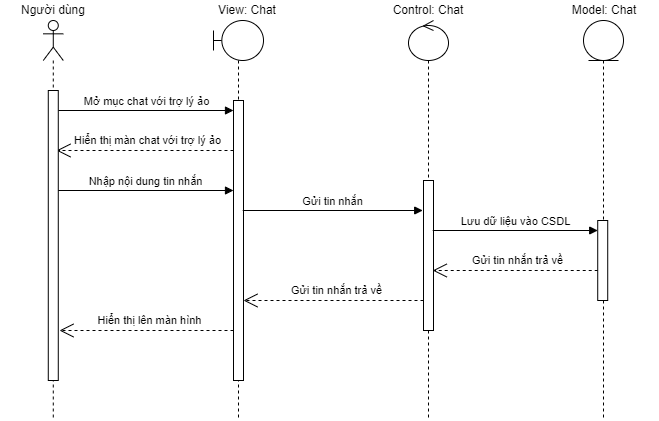 Người dùng
View: Chat
Control: Chat
Model: Chat
Mở mục chat với trợ lý ảo
Hiển thị màn chat với trợ lý ảo
Nhập nội dung tin nhắn
Gửi tin nhắn
Lưu dữ liệu vào CSDL
Gửi tin nhắn trả về
Gửi tin nhắn trả về
Hiển thị lên màn hình